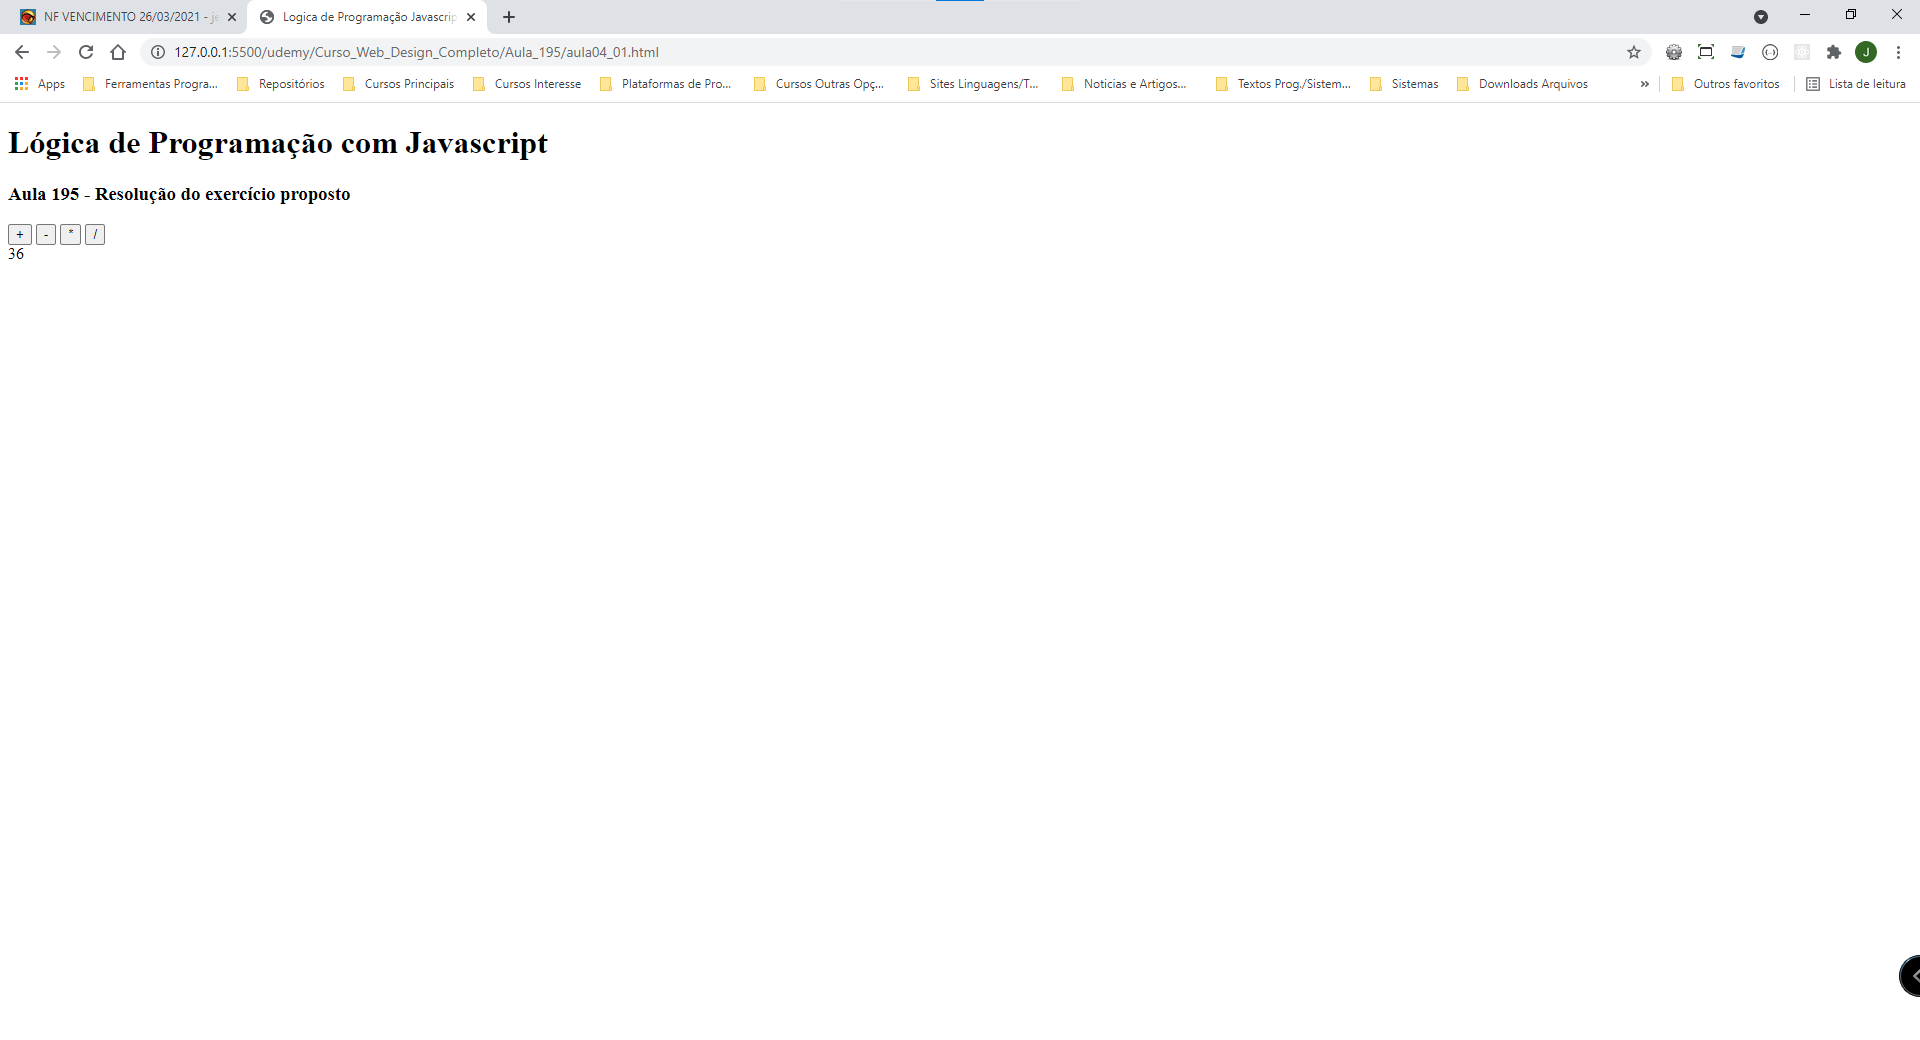 NF VENCIMENTO 26/03/2021 - je
Logica de Programação Javascrip
127.0.0.1:5500/udemy/Curso_Web_Design_Completo/Aula_195/aula04_01.html
J
Apps Ferramentas Progra... Repositórios Cursos Principais Cursos Interesse Plataformas de Pro... Cursos Outras Opç... Sites Linguagens/T... Noticias e Artigos... Textos Prog./Sistem... Sistemas Downloads Arquivos » Outros favoritos Lista de leitura
Lógica de Programação com Javascript
Aula 195 - Resolução do exercício proposto
+ - * /
36